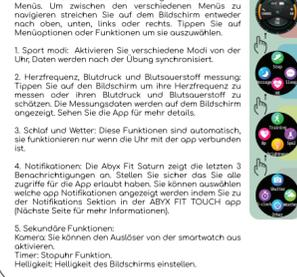 Menüs. Um zwischen den verschiedenen Menüs zu
navigieren streichen Sie auf dem Bildschirm entweder
nach oben, unten, links oder rechts. Tippen Sie auf
Menüoptionen oder Funktionen um sie auszuwählen.
1. Sport modi: Aktivieren Sie verschiedene Modi von der
Uhr, Daten werden nach der Übung synchronisiert.
2. Herzfrequenz, Blutdruck und Blutsauerstoff messung:
Tippen Sie auf den Bildschirm um ihre Herzfrequenz zu
messen oder ihren Blutdruck und Blutsauerstoff zu
schätzen. Die Messungsdaten werden auf dem Bildschirm
angezeigt. Sehen Sie die App für mehr details.
3. Schlaf und Wetter: Diese Funktionen sind automatisch,
sie funktionieren nur wenn die Uhr mit der app verbunden
ist.
4. Notifikationen: Die Abyx Fit Saturn zeigt die letzten 3
Benachrichtigungen an. Stellen Sie sicher das Sie alle
zugriffe für die App erlaubt haben. Sie können auswählen
welche app Notifikationen angezeigt werden indem Sie zu
der Notifikations Sektion in der ABYX FIT TOUCH app
(Nächste Seite für mehr Informationen).
5. Sekundäre Funktionen:
Kamera: Sie können den Auslöser von der smartwatch aus
aktivieren.
Timer: Stopuhr Funktion.
Helligkeit: Helligkeit des Bildschirms einstellen.
Message
Sleep
Training
Spo2
Weather